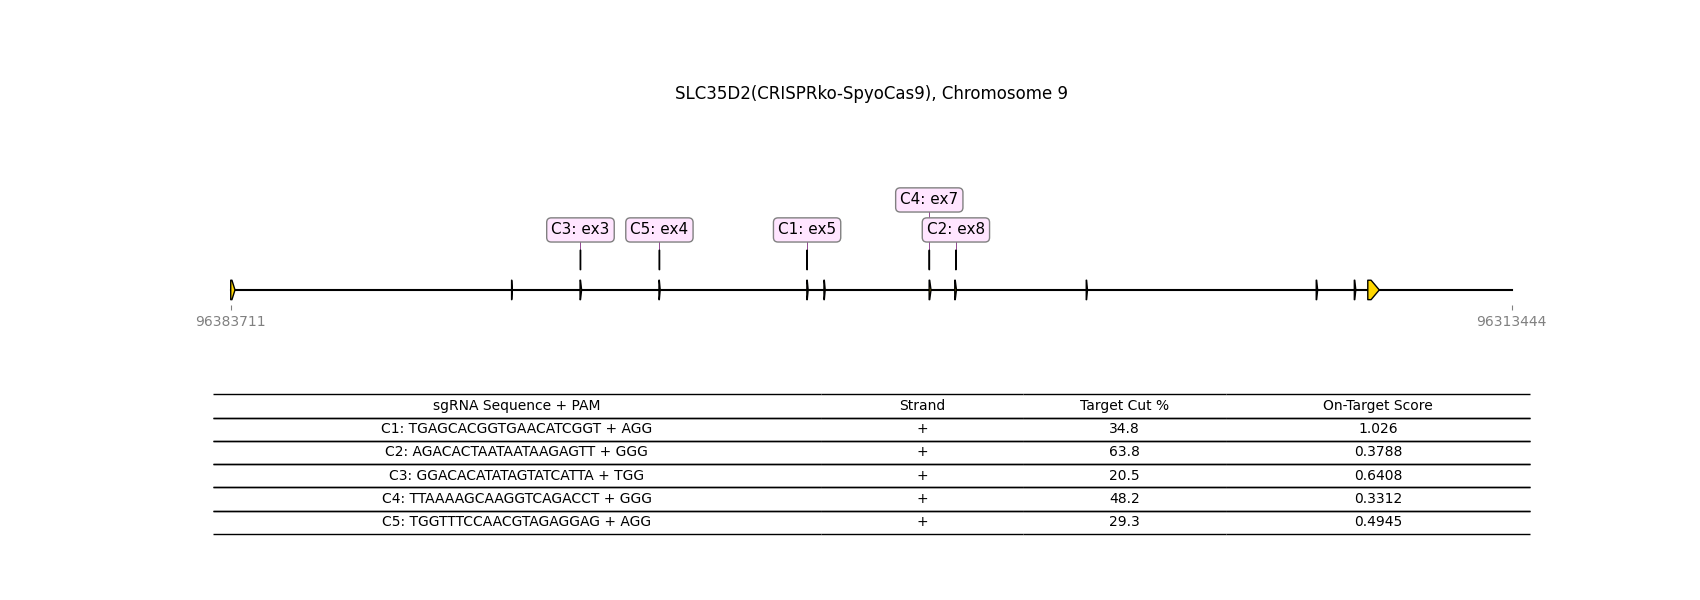 SLC35D2(CRISPRko-SpyoCas9), Chromosome 9
C4: ex7
C3: ex3 C5: ex4 C1: ex5 C2: ex8
96383711 96313444
sgRNA Sequence + PAM Strand Target Cut % On-Target Score
C1: TGAGCACGGTGAACATCGGT + AGG + 34.8 1.026
C2: AGACACTAATAATAAGAGTT + GGG + 63.8 0.3788
C3: GGACACATATAGTATCATTA + TGG + 20.5 0.6408
C4: TTAAAAGCAAGGTCAGACCT + GGG + 48.2 0.3312
C5: TGGTTTCCAACGTAGAGGAG + AGG + 29.3 0.4945